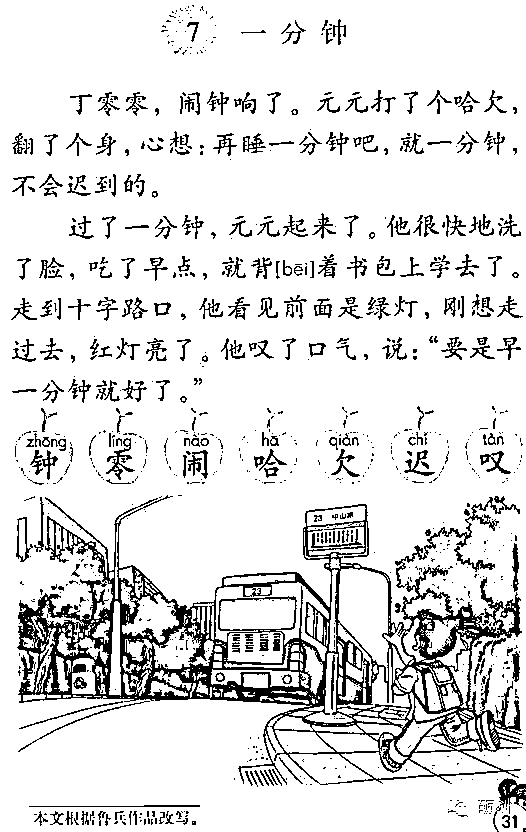 7 一分钟
丁零零，闹钟响了。元元打了个哈欠，
翻了个身，心想：再睡一分钟吧，就一分钟，
不会迟到的。
过了一分钟，元元起来了。他很快地洗
了脸，吃了早点，就背[bēi]着书包上学去了。
走到十字路口，他看见前面是绿灯，刚想走
过去，红灯亮了。他叹了口气，说：“要是早
一分钟就好了。”
zhōng líng nào hā qiàn chí tàn
钟 零 闹 哈 欠 迟 叹
23 中山路
23
本文根据鲁兵作品改写。
31